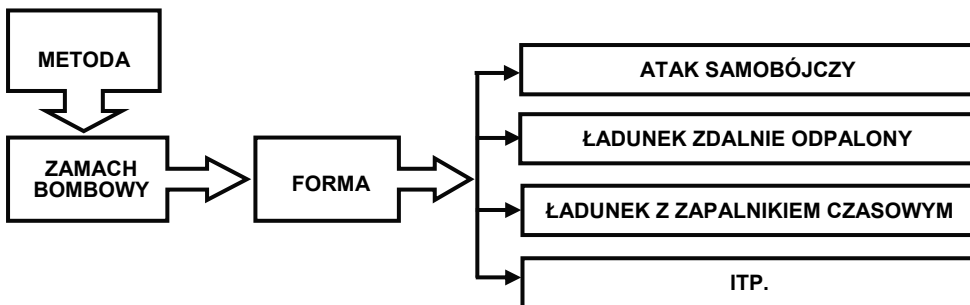 METODA
ZAMACH
BOMBOWY
FORMA
ATAK SAMOBÓJCZY
ŁADUNEK ZDALNIE ODPALONY
ŁADUNEK Z ZAPALNIKIEM CZASOWYM
ITP.